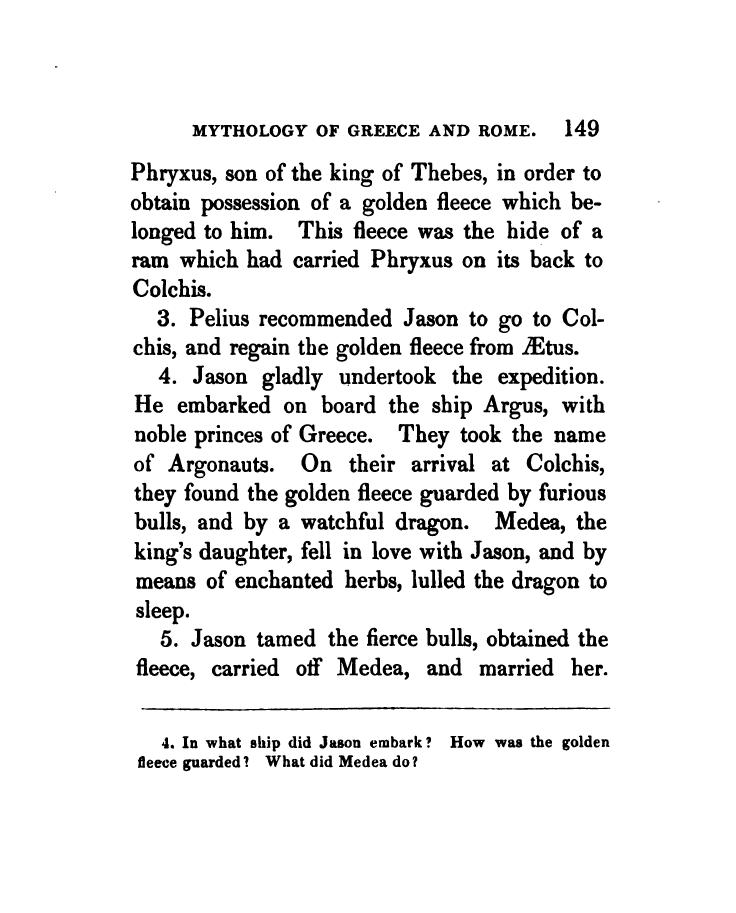 MYTHOLOGY OF GREECE AND ROME. 149
Phryxus, son of the king of Thebes, in order to
obtain possession of a golden fleece which be-
longed to him. This fleece was the hide of a
ram which had carried Phryxus on its back to
Colchis.
3. Pelius recommended Jason to go to Col-
chis, and regain the golden fleece from Ætus.
4. Jason gladly undertook the expedition.
He embarked on board the ship Argus, with
noble princes of Greece. They took the name
of Argonauts. On their arrival at Colchis,
they found the golden fleece guarded by furious
bulls, and by a watchful dragon. Medea, the
king's daughter, fell in love with Jason, and by
means of enchanted herbs, lulled the dragon to
sleep.
5. Jason tamed the fierce bulls, obtained the
fleece, carried off Medea, and married her.
4. In what ship did Jason embark? How was the golden
fleece guarded? What did Medea do?